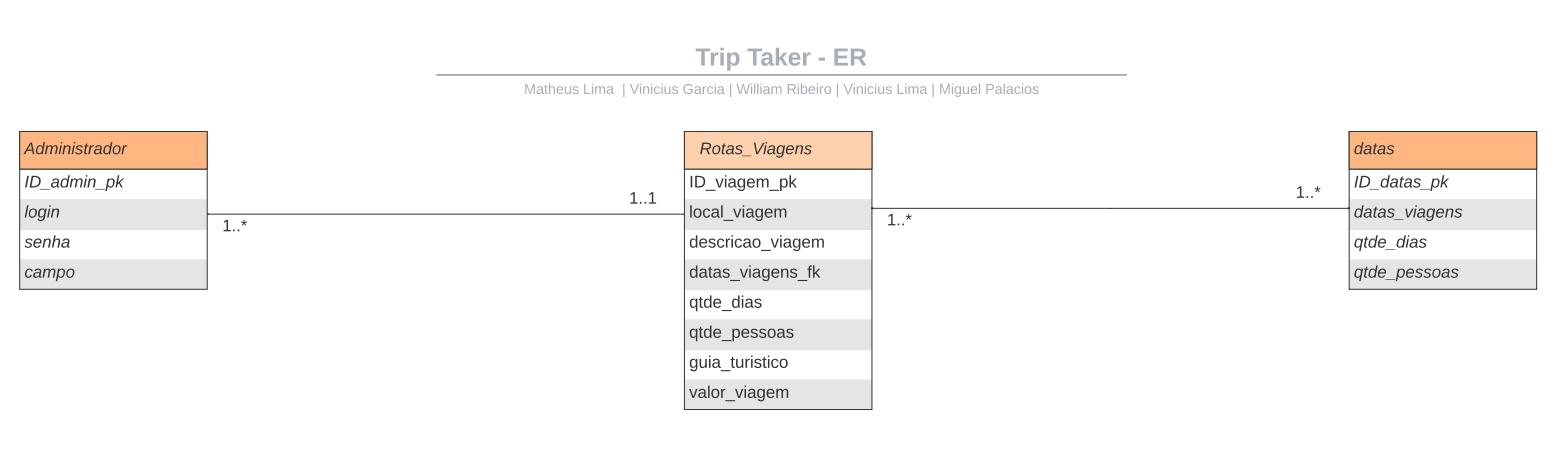 Trip Taker - ER
Matheus Lima  | Vinicius Garcia | William Ribeiro | Vinicius Lima | Miguel Palacios
Administrador
ID_admin_pk
login
senha
campo
1..*
1..1
Rotas_Viagens
ID_viagem_pk
local_viagem
descricao_viagem
datas_viagens_fk
qtde_dias
qtde_pessoas
guia_turistico
valor_viagem
1..*
1..*
datas
ID_datas_pk
datas_viagens
qtde_dias
qtde_pessoas